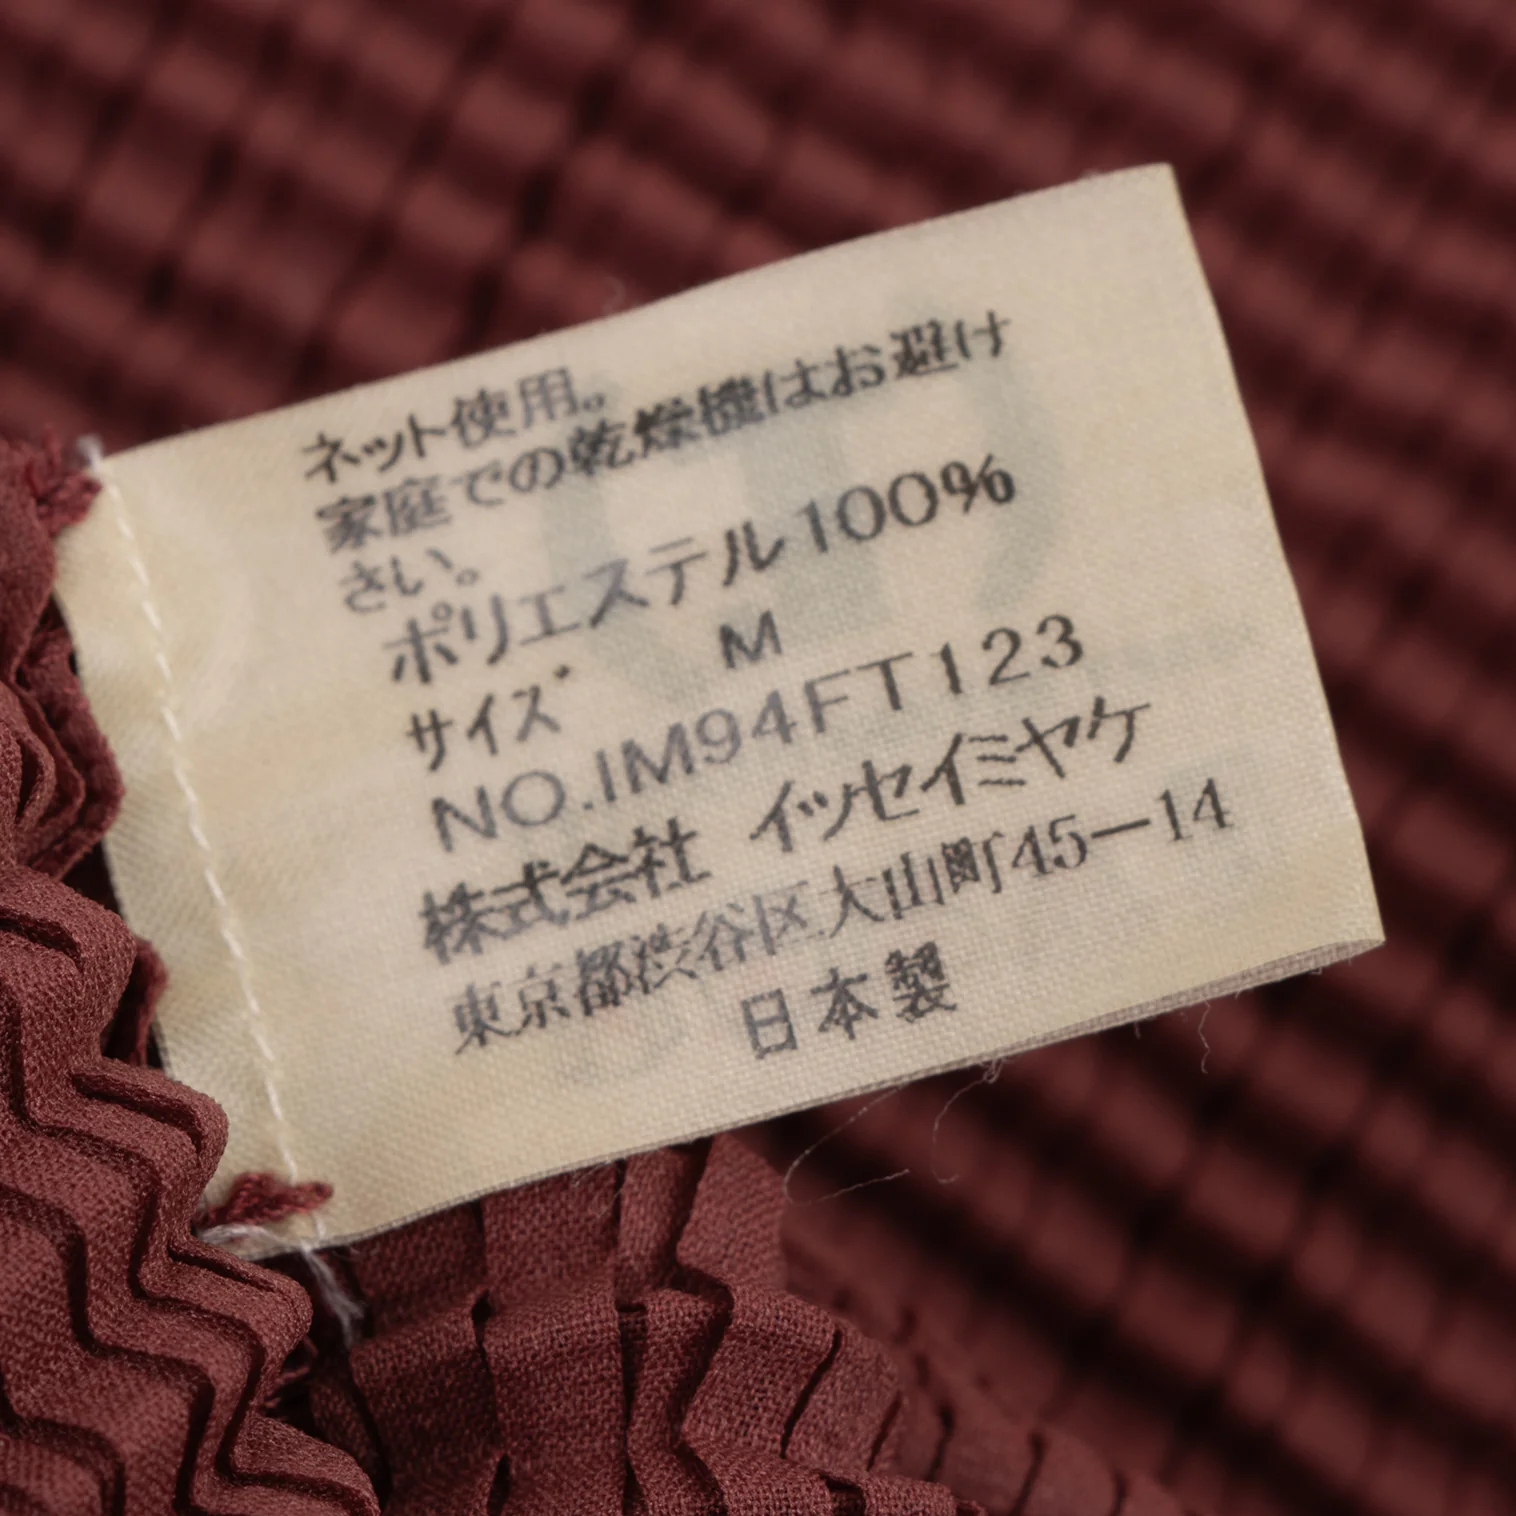 ネット使用。
家庭での乾燥機はお避け
さい。
ポリエステル100%
サイズ M
NO.IM94FT123
株式会社 イッセイミヤケ
東京都渋谷区大山町45−14
日本製